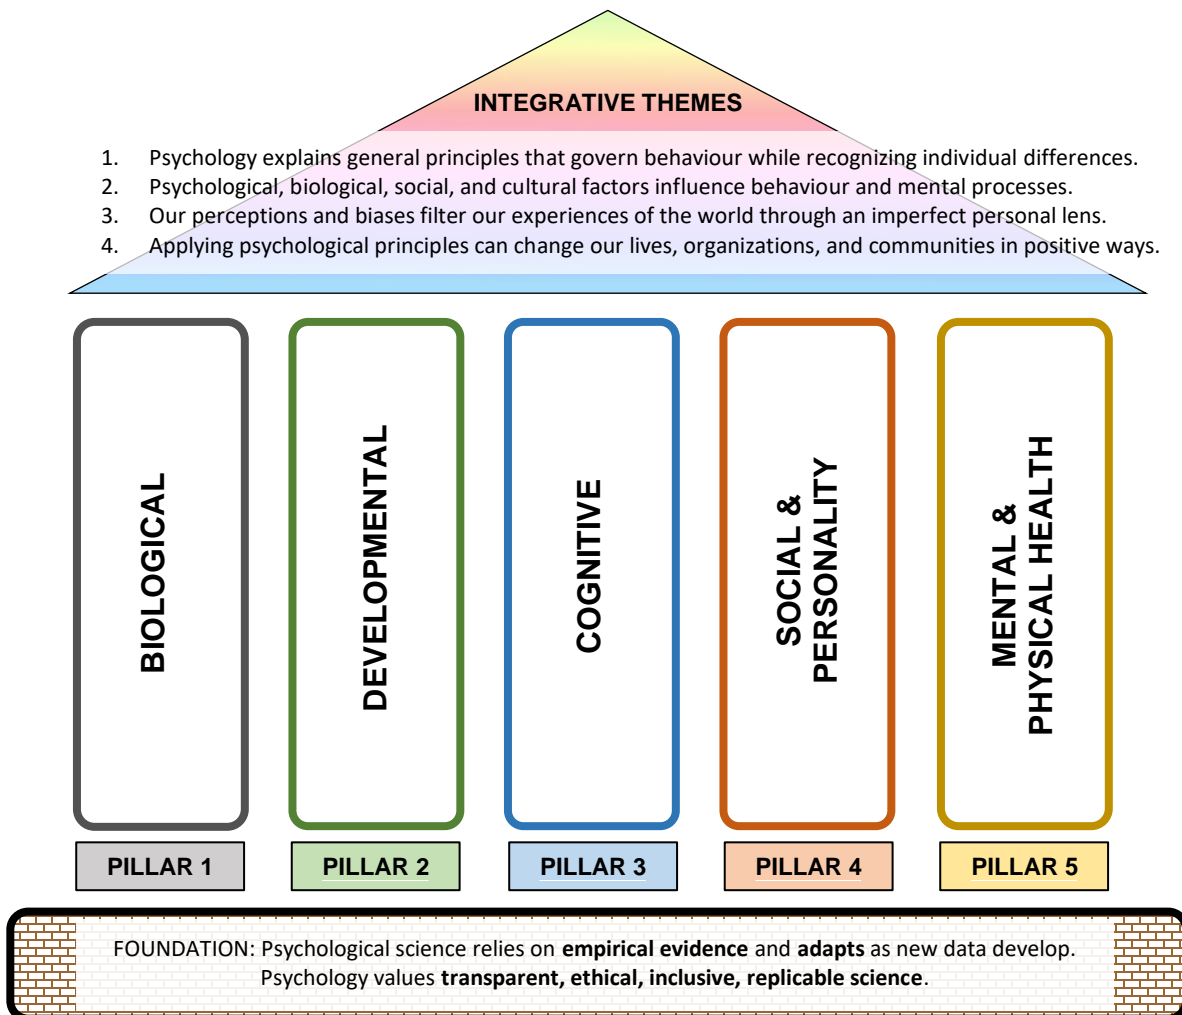 INTEGRATIVE THEMES
1. Psychology explains general principles that govern behaviour while recognizing individual differences.
2. Psychological, biological, social, and cultural factors influence behaviour and mental processes.
3. Our perceptions and biases filter our experiences of the world through an imperfect personal lens.
4. Applying psychological principles can change our lives, organizations, and communities in positive ways.
BIOLOGICAL
DEVELOPMENTAL
COGNITIVE
SOCIAL &
PERSONALITY
MENTAL &
PHYSICAL HEALTH
PILLAR 1
PILLAR 2
PILLAR 3
PILLAR 4
PILLAR 5
FOUNDATION: Psychological science relies on empirical evidence and adapts as new data develop.
Psychology values transparent, ethical, inclusive, replicable science.